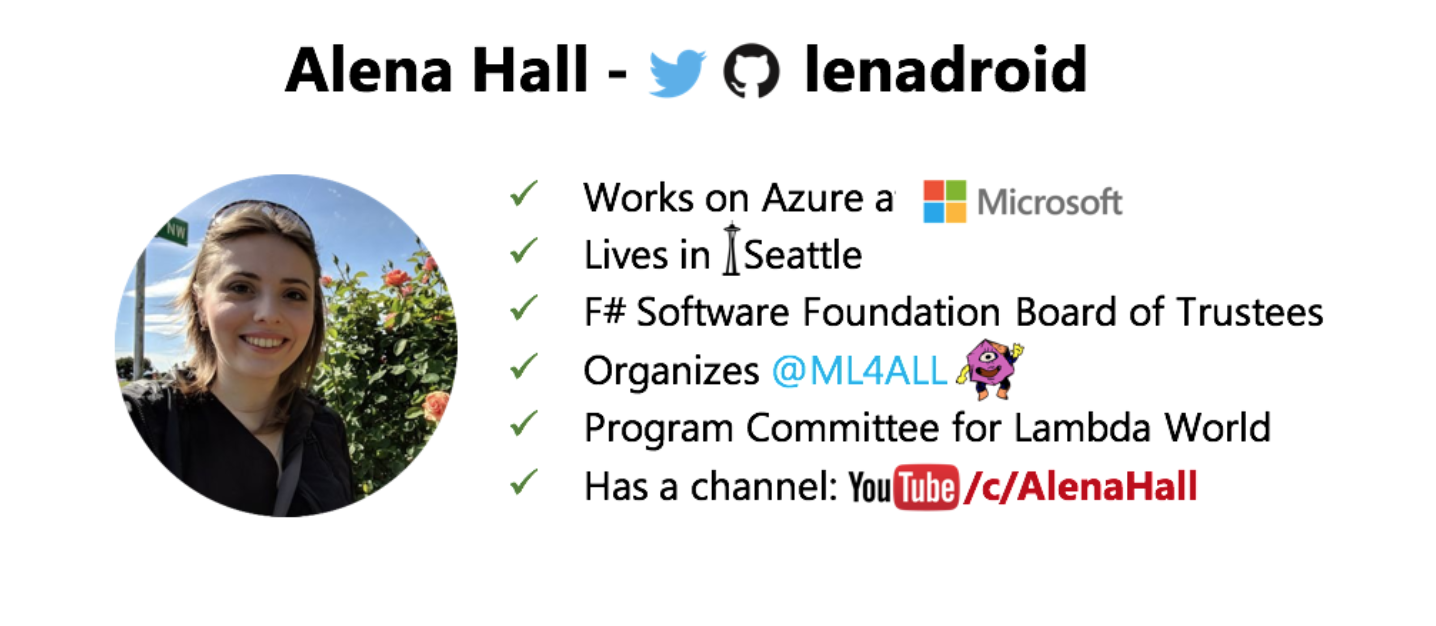 Alena Hall - lenadroid
NW
Works on Azure a Microsoft
Lives in Seattle
F# Software Foundation Board of Trustees
Organizes @ML4ALL
Program Committee for Lambda World
Has a channel: YouTube /c/AlenaHall